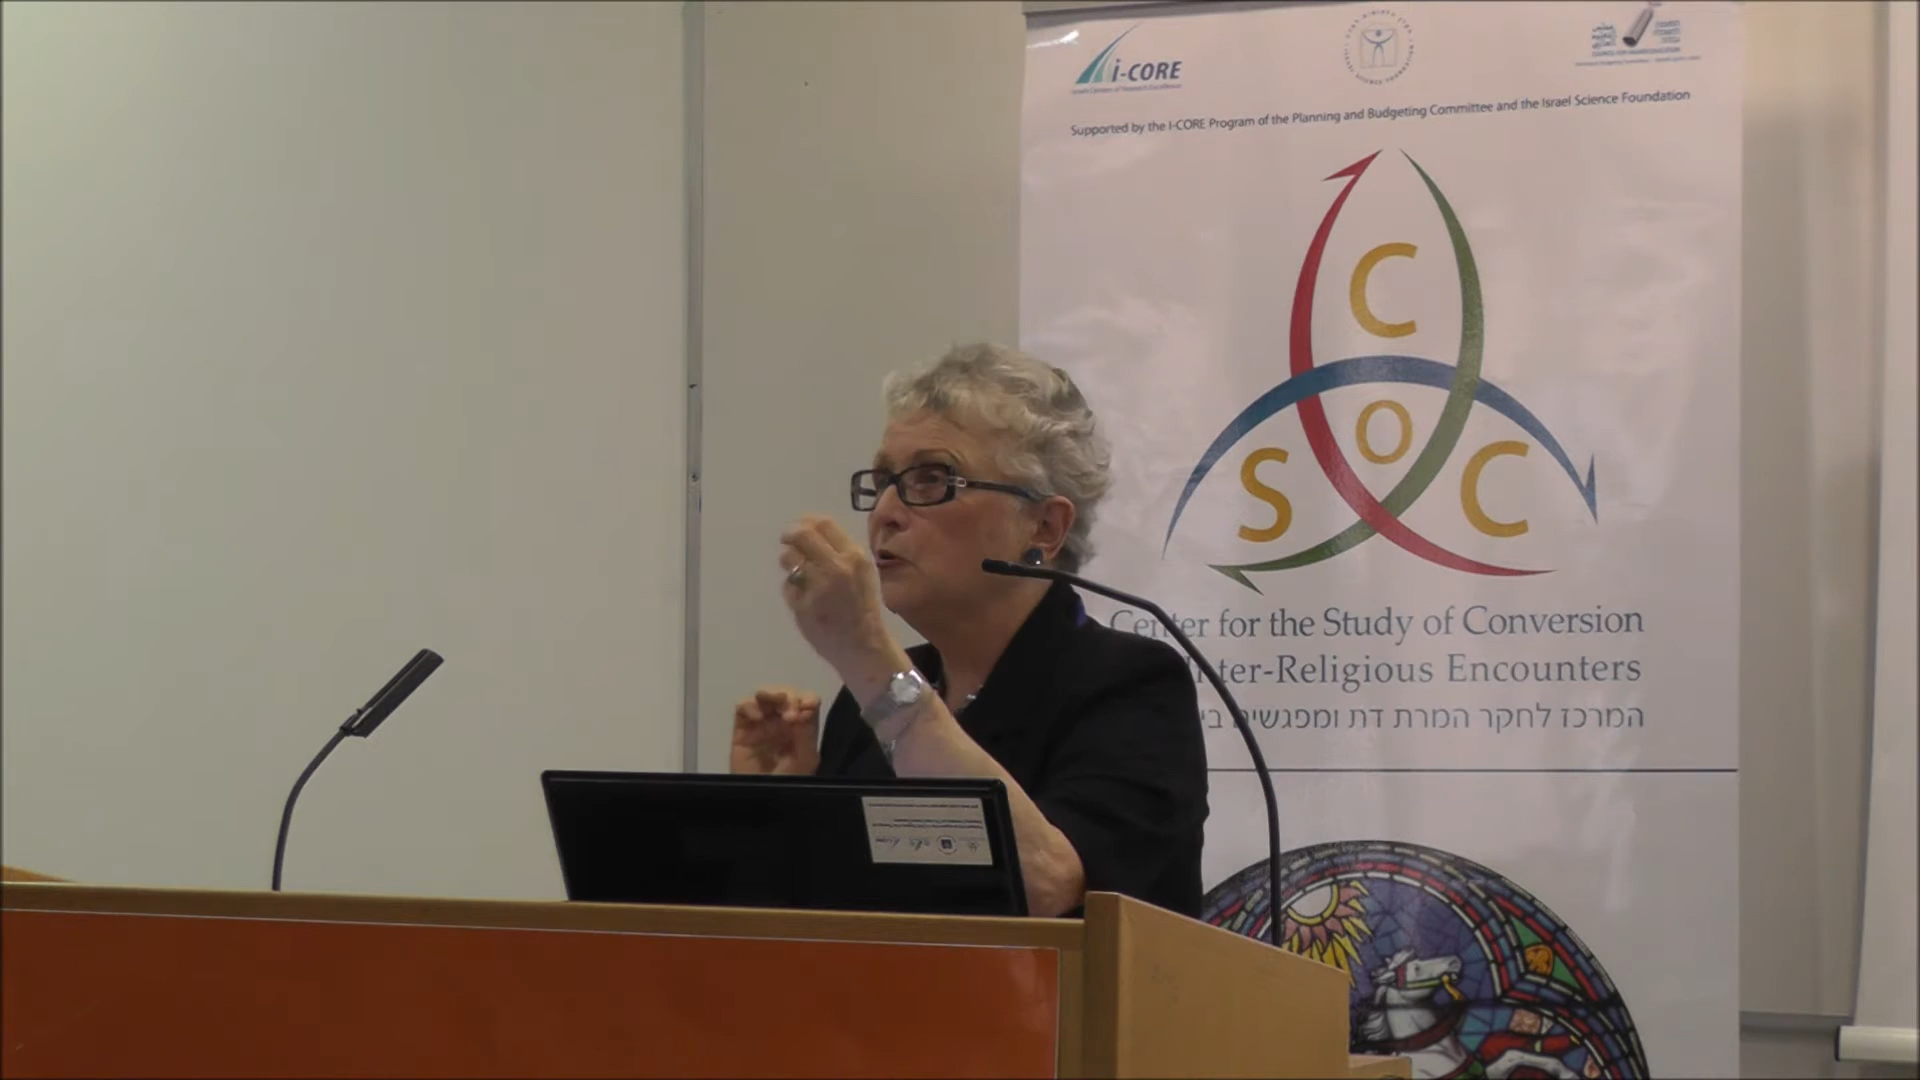 i-CORE
Supported by the I-CORE Program of the Planning and Budgeting Committee and the Israel Science Foundation
C
O
S C
Center for the Study of Conversion
Inter-Religious Encounters
המרכז לחקר המרת דת ומפגשים בי